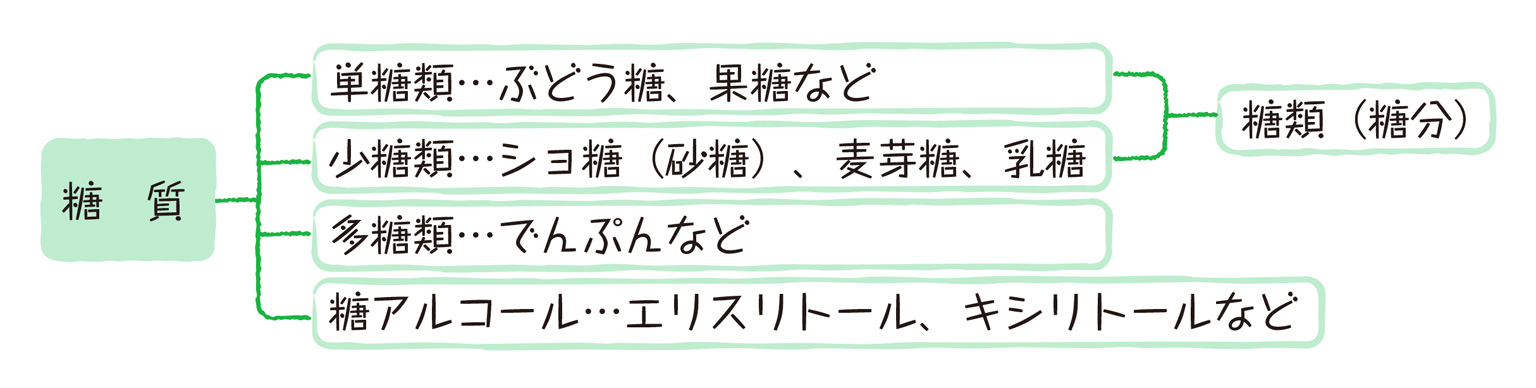 糖　質
単糖類…ぶどう糖、果糖など
少糖類…ショ糖（砂糖）、麦芽糖、乳糖
多糖類…でんぷんなど
糖アルコール…エリスリトール、キシリトールなど
糖類（糖分）